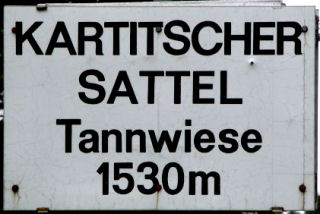 KARTITSCHER
SATTEL
Tannwiese
1530m